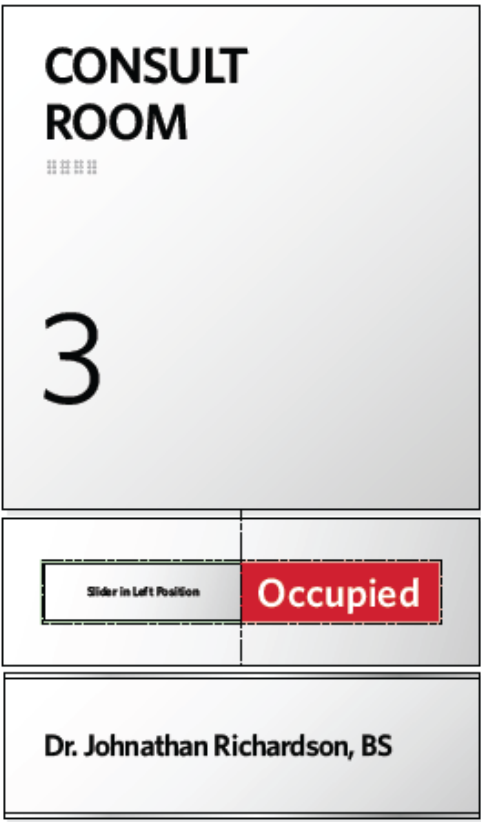 CONSULT
ROOM
3
Slider in Left Position
Occupied
Dr. Johnathan Richardson, BS